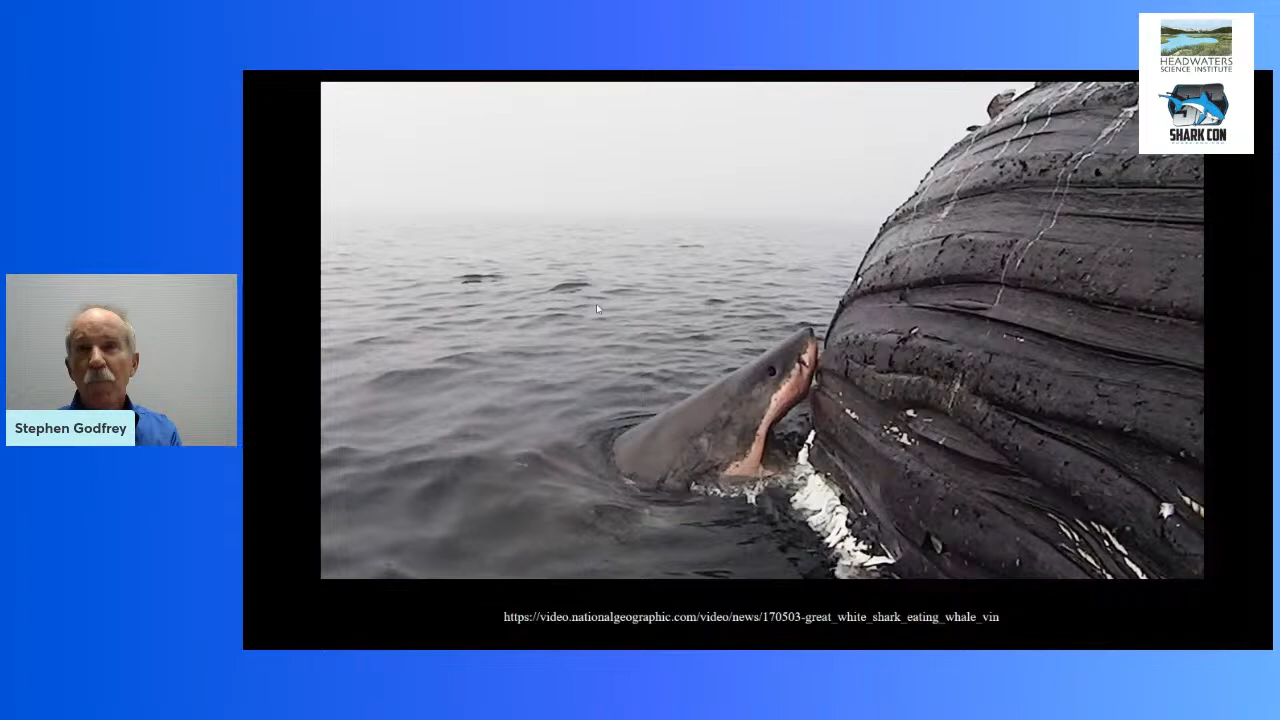 HEADWATERS
SCIENCE INSTITUTE
SHARK CON
Stephen Godfrey
https://video.nationalgeographic.com/video/news/170503-great_white_shark_eating_whale_vin